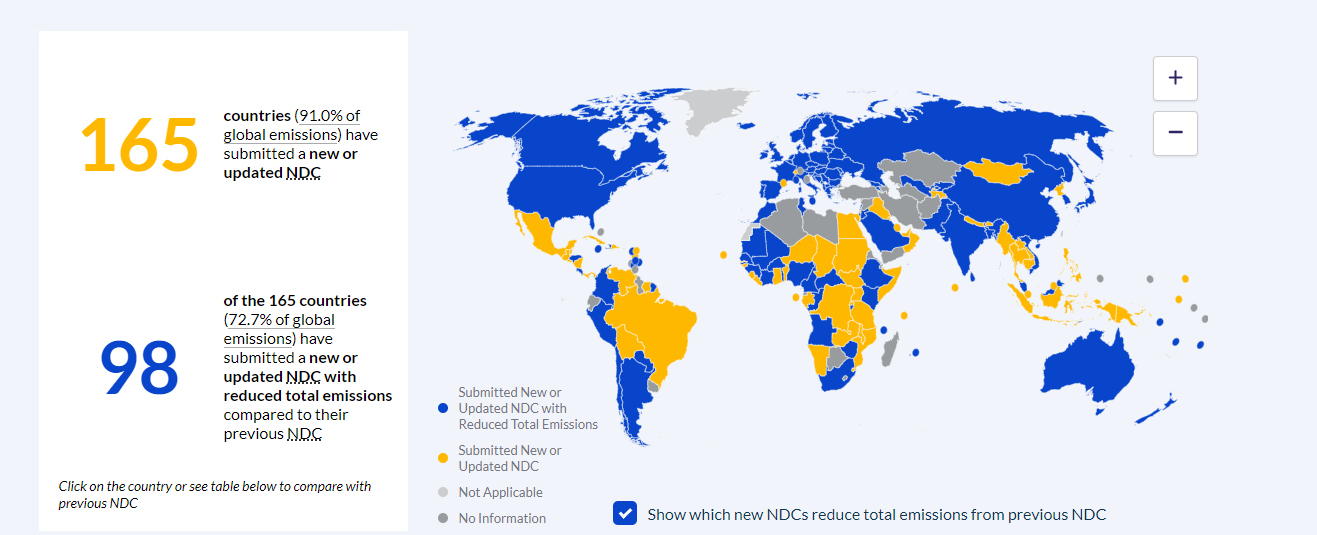 165
countries (91.0% of
global emissions) have
submitted a new or
updated NDC
98
of the 165 countries
(72.7% of global
emissions) have
submitted a new or
updated NDC with
reduced total emissions
compared to their
previous NDC
Click on the country or see table below to compare with
previous NDC
+
−
Submitted New or
Updated NDC with
Reduced Total Emissions
Submitted New or
Updated NDC
Not Applicable
No Information
Show which new NDCs reduce total emissions from previous NDC